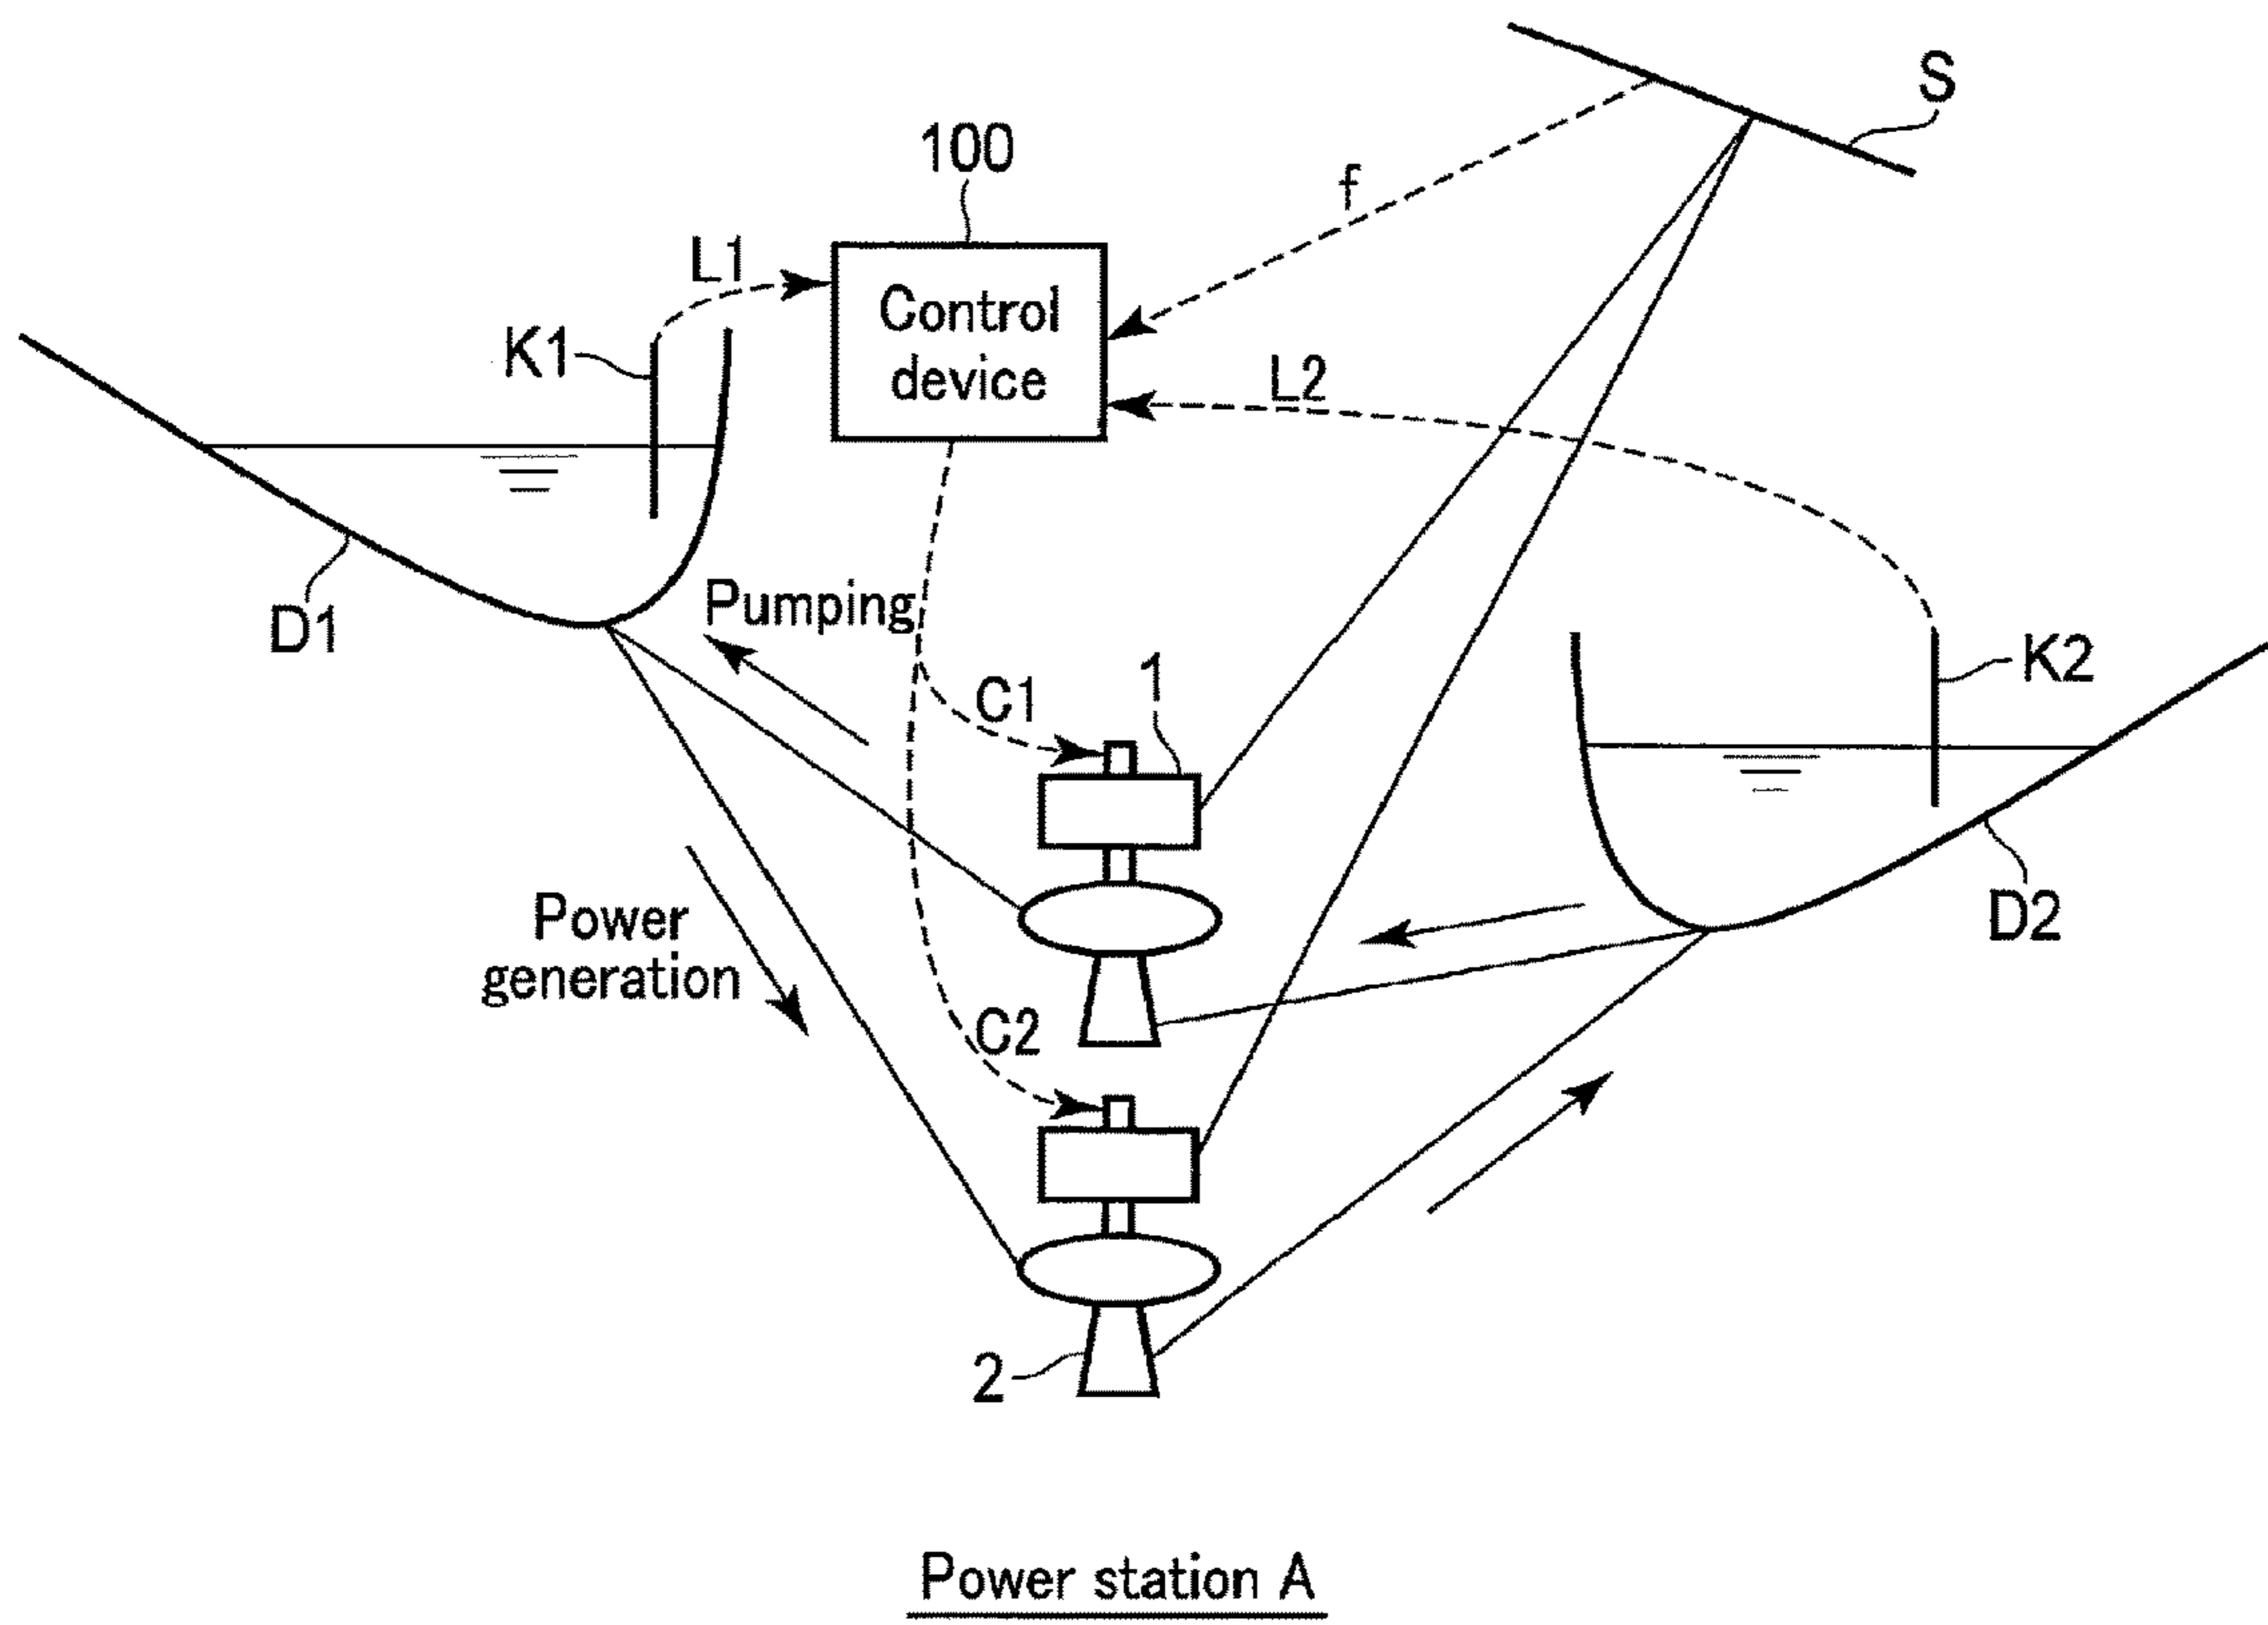 S
100
f
L1
Control
device
K1
L2
D1
Pumping
K2
C1
1
Power
generation
D2
C2
2
Power station A